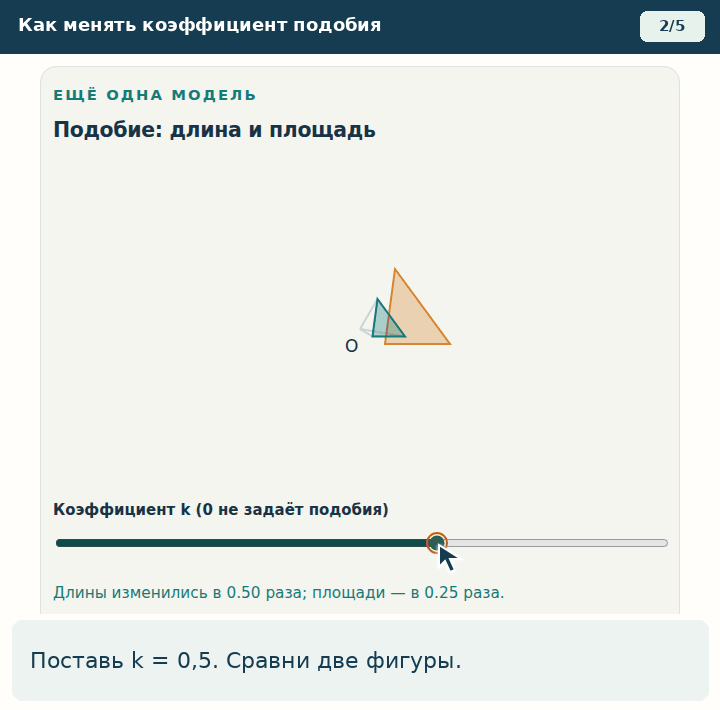 Как менять коэффициент подобия
2/5
ЕЩЁ ОДНА МОДЕЛЬ
Подобие: длина и площадь
O
Коэффициент k (0 не задаёт подобия)
Длины изменились в 0.50 раза; площади — в 0.25 раза.
Поставь k = 0,5. Сравни две фигуры.